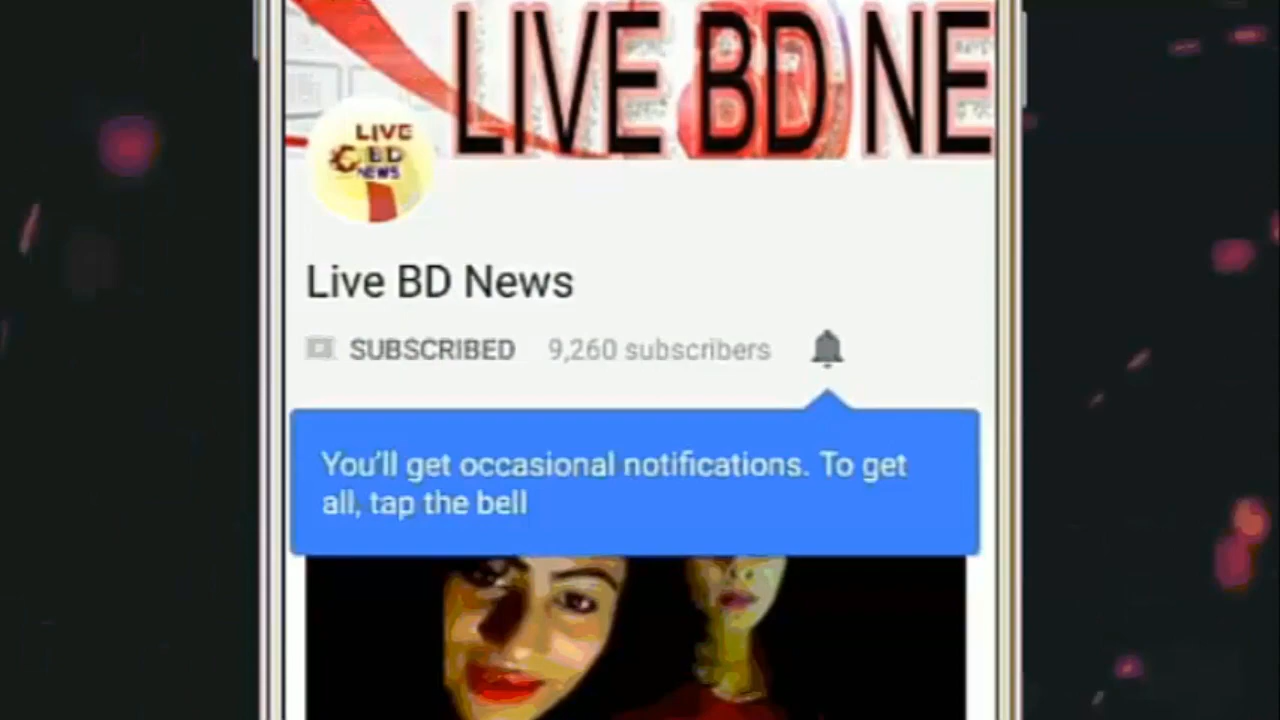 LIVE BD NE
LIVE
BD
NEWS
Live BD News
SUBSCRIBED 9,260 subscribers
You'll get occasional notifications. To get
all, tap the bell